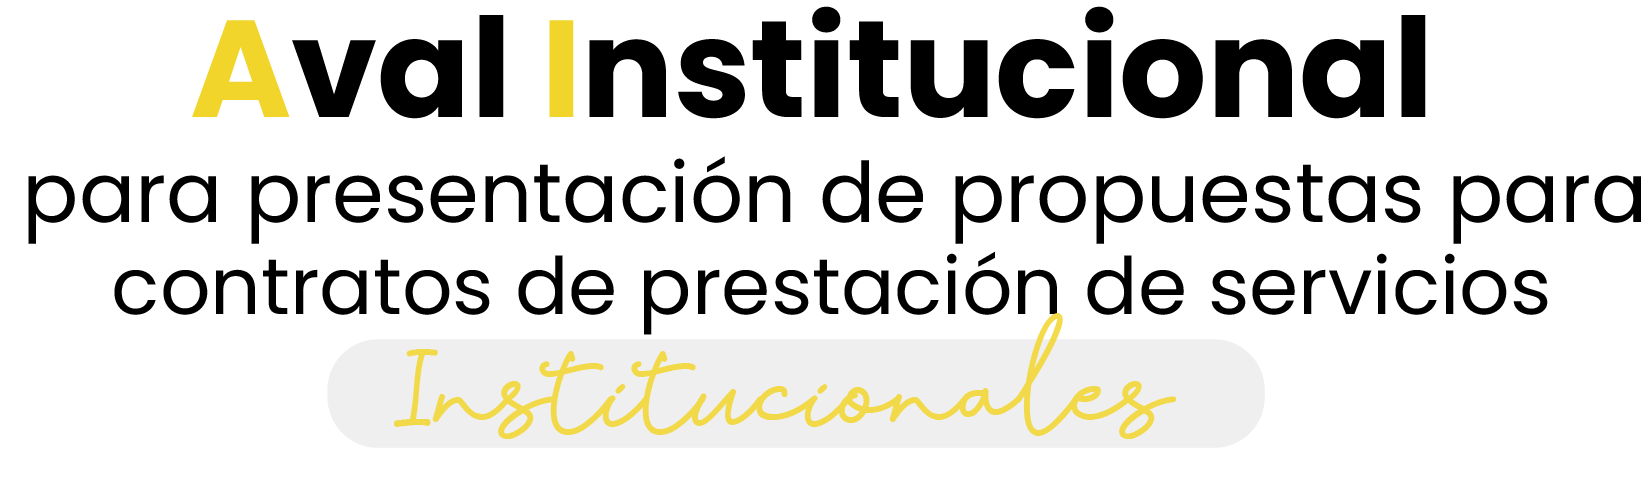 Aval Institucional
para presentación de propuestas para
contratos de prestación de servicios
Institucionales